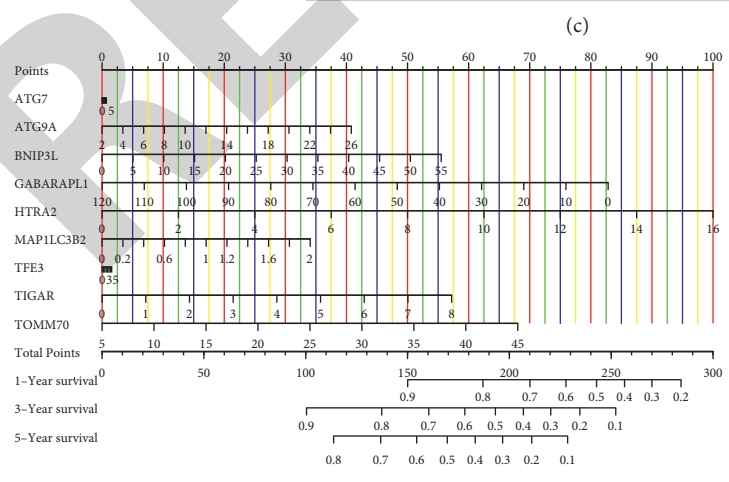 (c)
0 10 20 30 40 50 60 70 80 90 100
Points
ATG7
0 5
ATG9A
2 4 6 8 10 14 18 22 26
BNIP3L
0 5 10 15 20 25 30 35 40 45 50 55
GABARAPL1
120 110 100 90 80 70 60 50 40 30 20 10 0
HTRA2
0 2 4 6 8 10 12 14 16
MAP1LC3B2
0 0.2 0.6 1 1.2 1.6 2
TFE3
035
TIGAR
0 1 2 3 4 5 6 7 8
TOMM70
5 10 15 20 25 30 35 40 45
Total Points
0 50 100 150 200 250 300
1–Year survival
0.9 0.8 0.7 0.6 0.5 0.4 0.3 0.2
3–Year survival
0.9 0.8 0.7 0.6 0.5 0.4 0.3 0.2 0.1
5–Year survival
0.8 0.7 0.6 0.5 0.4 0.3 0.2 0.1